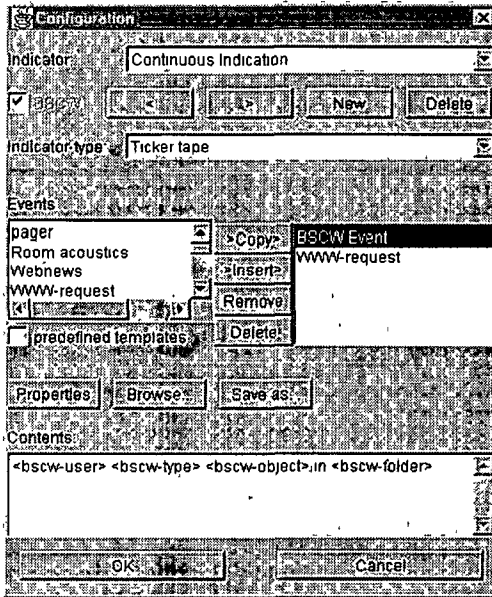 Configuration
Indicator: Continuous Indication
BSCW < > New Delete
Indicator type: Ticker tape
Events
pager
Room acoustics
Webnews
WWW-request
>Copy>
>Insert>
Remove
Delete
BSCW Event
WWW-request
predefined templates
Properties Browse... Save as...
Contents:
<bscw-user> <bscw-type> <bscw-object> in <bscw-folder>
OK Cancel